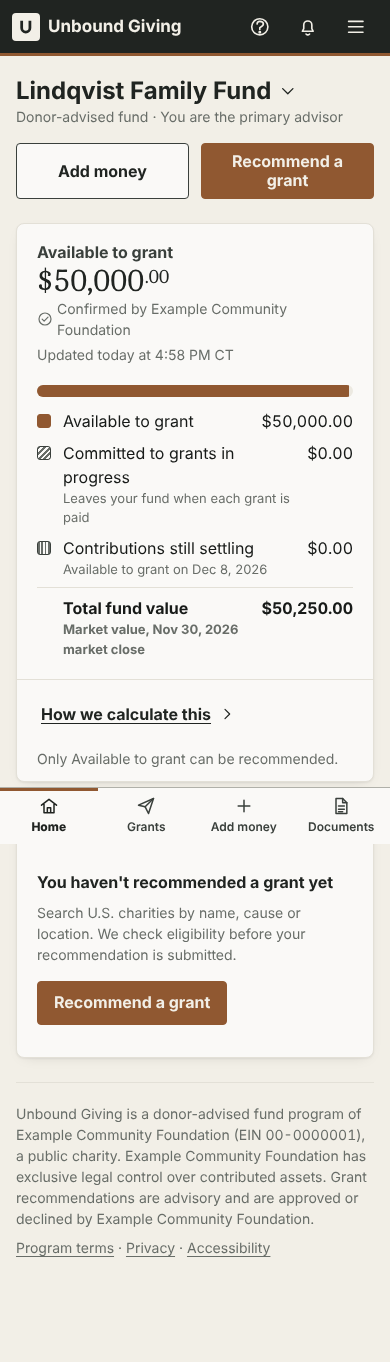 U Unbound Giving
Lindqvist Family Fund
Donor-advised fund · You are the primary advisor
Add money
Recommend a
grant
Available to grant
$50,000.00
Confirmed by Example Community
Foundation
Updated today at 4:58 PM CT
Available to grant $50,000.00
Committed to grants in $0.00
progress
Leaves your fund when each grant is
paid
Contributions still settling $0.00
Available to grant on Dec 8, 2026
Total fund value $50,250.00
Market value, Nov 30, 2026
market close
How we calculate this
Only Available to grant can be recommended.
Home Grants Add money Documents
You haven't recommended a grant yet
Search U.S. charities by name, cause or
location. We check eligibility before your
recommendation is submitted.
Recommend a grant
Unbound Giving is a donor-advised fund program of
Example Community Foundation (EIN 00-0000001),
a public charity. Example Community Foundation has
exclusive legal control over contributed assets. Grant
recommendations are advisory and are approved or
declined by Example Community Foundation.
Program terms · Privacy · Accessibility